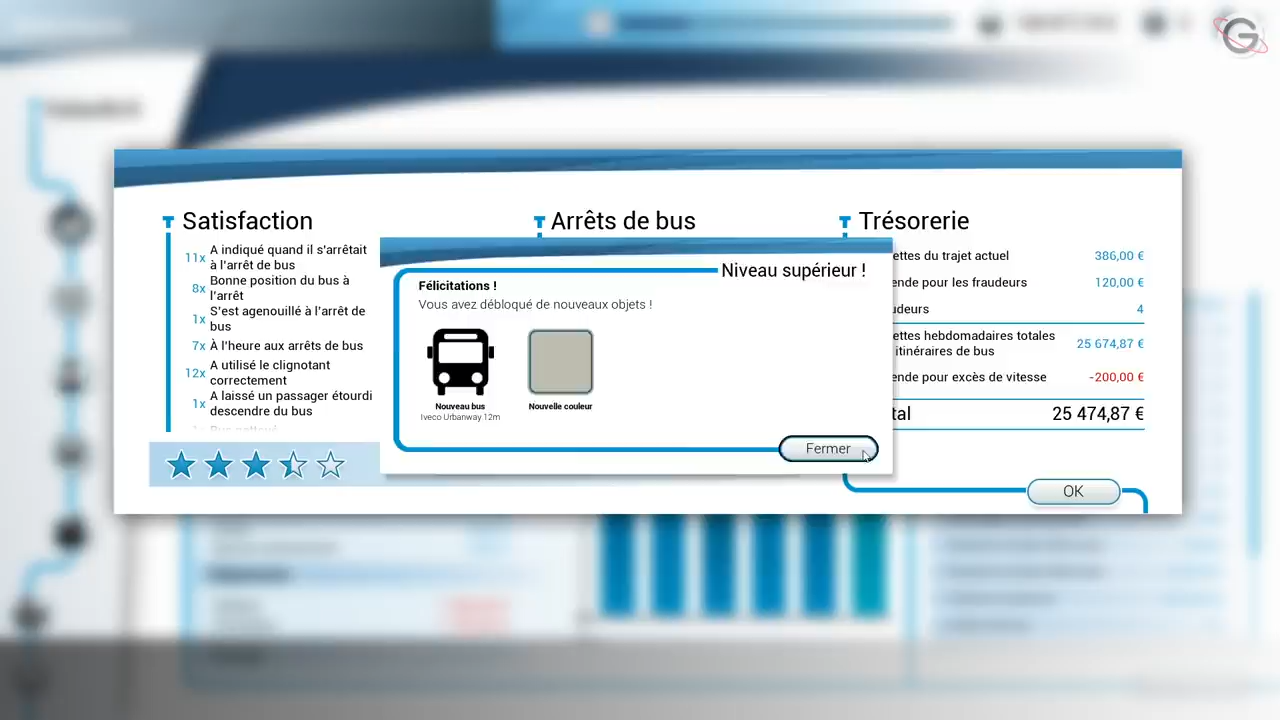 Satisfaction
11x A indiqué quand il s'arrêtait
à l'arrêt de bus
8x Bonne position du bus à
l'arrêt
1x S'est agenouillé à l'arrêt de
bus
7x À l'heure aux arrêts de bus
12x A utilisé le clignotant
correctement
1x A laissé un passager étourdi
descendre du bus
Arrêts de bus
Niveau supérieur !
Félicitations !
Vous avez débloqué de nouveaux objets !
Nouveau bus
Iveco Urbanway 12m
Nouvelle couleur
Fermer
Trésorerie
ettes du trajet actuel 386,00 €
ende pour les fraudeurs 120,00 €
udeurs 4
ettes hebdomadaires totales
itinéraires de bus 25 674,87 €
ende pour excès de vitesse -200,00 €
tal 25 474,87 €
OK
G